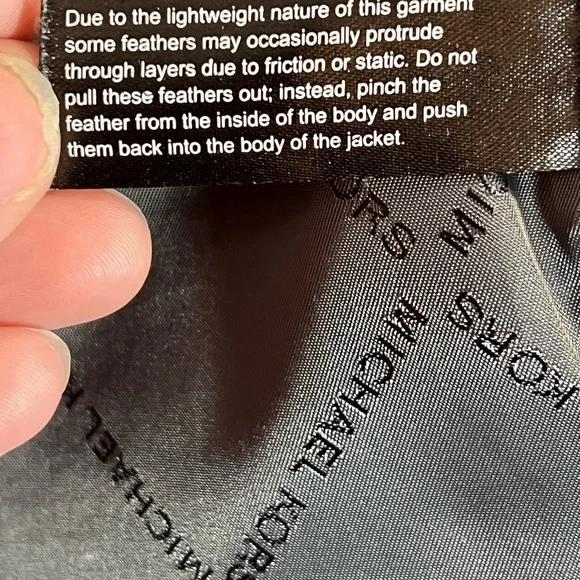 Due to the lightweight nature of this garment
some feathers may occasionally protrude
through layers due to friction or static. Do not
pull these feathers out; instead, pinch the
feather from the inside of the body and push
them back into the body of the jacket.
KORS
MI
MICHAEL KORS
KORS
MICHAEL K